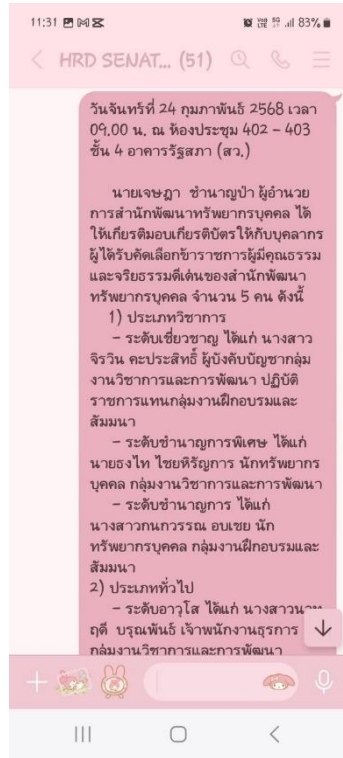 11:31
83%
HRD SENAT... (51)
วันจันทร์ที่ 24 กุมภาพันธ์ 2568 เวลา
09.00 น. ณ ห้องประชุม 402 – 403
ชั้น 4 อาคารรัฐสภา (สว.)
นายเจษฎา ชำนาญป่า ผู้อำนวย
การสำนักพัฒนาทรัพยากรบุคคล ได้
ให้เกียรติมอบเกียรติบัตรให้กับบุคลากร
ผู้ได้รับคัดเลือกข้าราชการผู้มีคุณธรรม
และจริยธรรมดีเด่นของสำนักพัฒนา
ทรัพยากรบุคคล จำนวน 5 คน ดังนี้
1) ประเภทวิชาการ
– ระดับเชี่ยวชาญ ได้แก่ นางสาว
จิรวิน คะประสิทธิ์ ผู้บังคับบัญชากลุ่ม
งานวิชาการและการพัฒนา ปฏิบัติ
ราชการแทนกลุ่มงานฝึกอบรมและ
สัมมนา
– ระดับชำนาญการพิเศษ ได้แก่
นายธงไท ไชยหิรัญการ นักทรัพยากร
บุคคล กลุ่มงานวิชาการและการพัฒนา
– ระดับชำนาญการ ได้แก่
นางสาวกนกวรรณ อบเชย นัก
ทรัพยากรบุคคล กลุ่มงานฝึกอบรมและ
สัมมนา
2) ประเภททั่วไป
– ระดับอาวุโส ได้แก่
ฤดี บรุณพันธ์ เจ้าพนักงานธุรการ
กลุ่มงานวิชาการและการพัฒนา